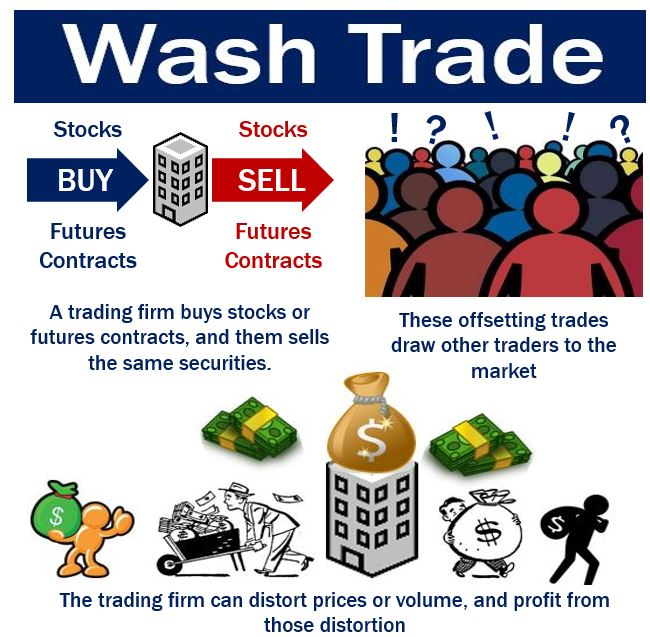 Wash Trade
Stocks
BUY
Futures
Contracts
Stocks
SELL
Futures
Contracts
! ? ! ! ?
A trading firm buys stocks or
futures contracts, and them sells
the same securities.
These offsetting trades
draw other traders to the
market
$
$
$
$
The trading firm can distort prices or volume, and profit from
those distortion